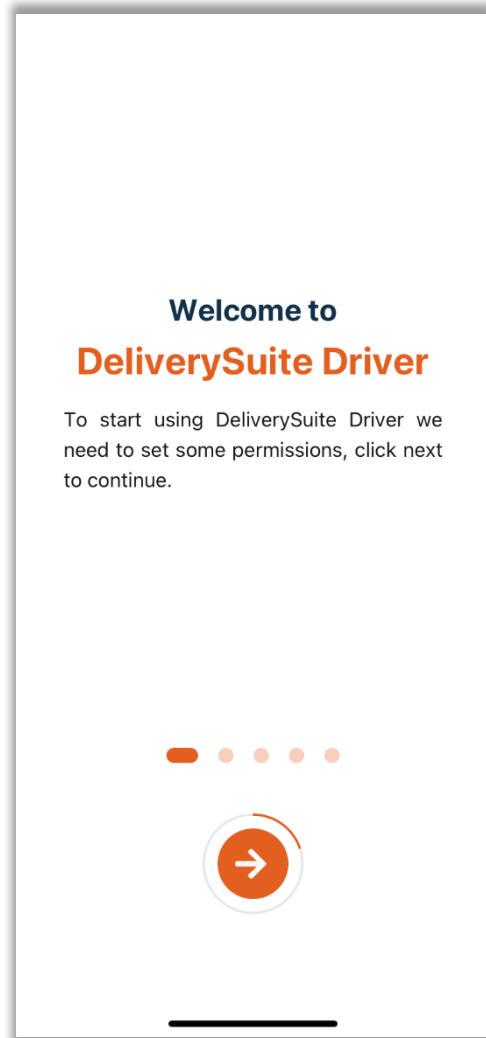 Welcome to
DeliverySuite Driver
To start using DeliverySuite Driver we
need to set some permissions, click next
to continue.